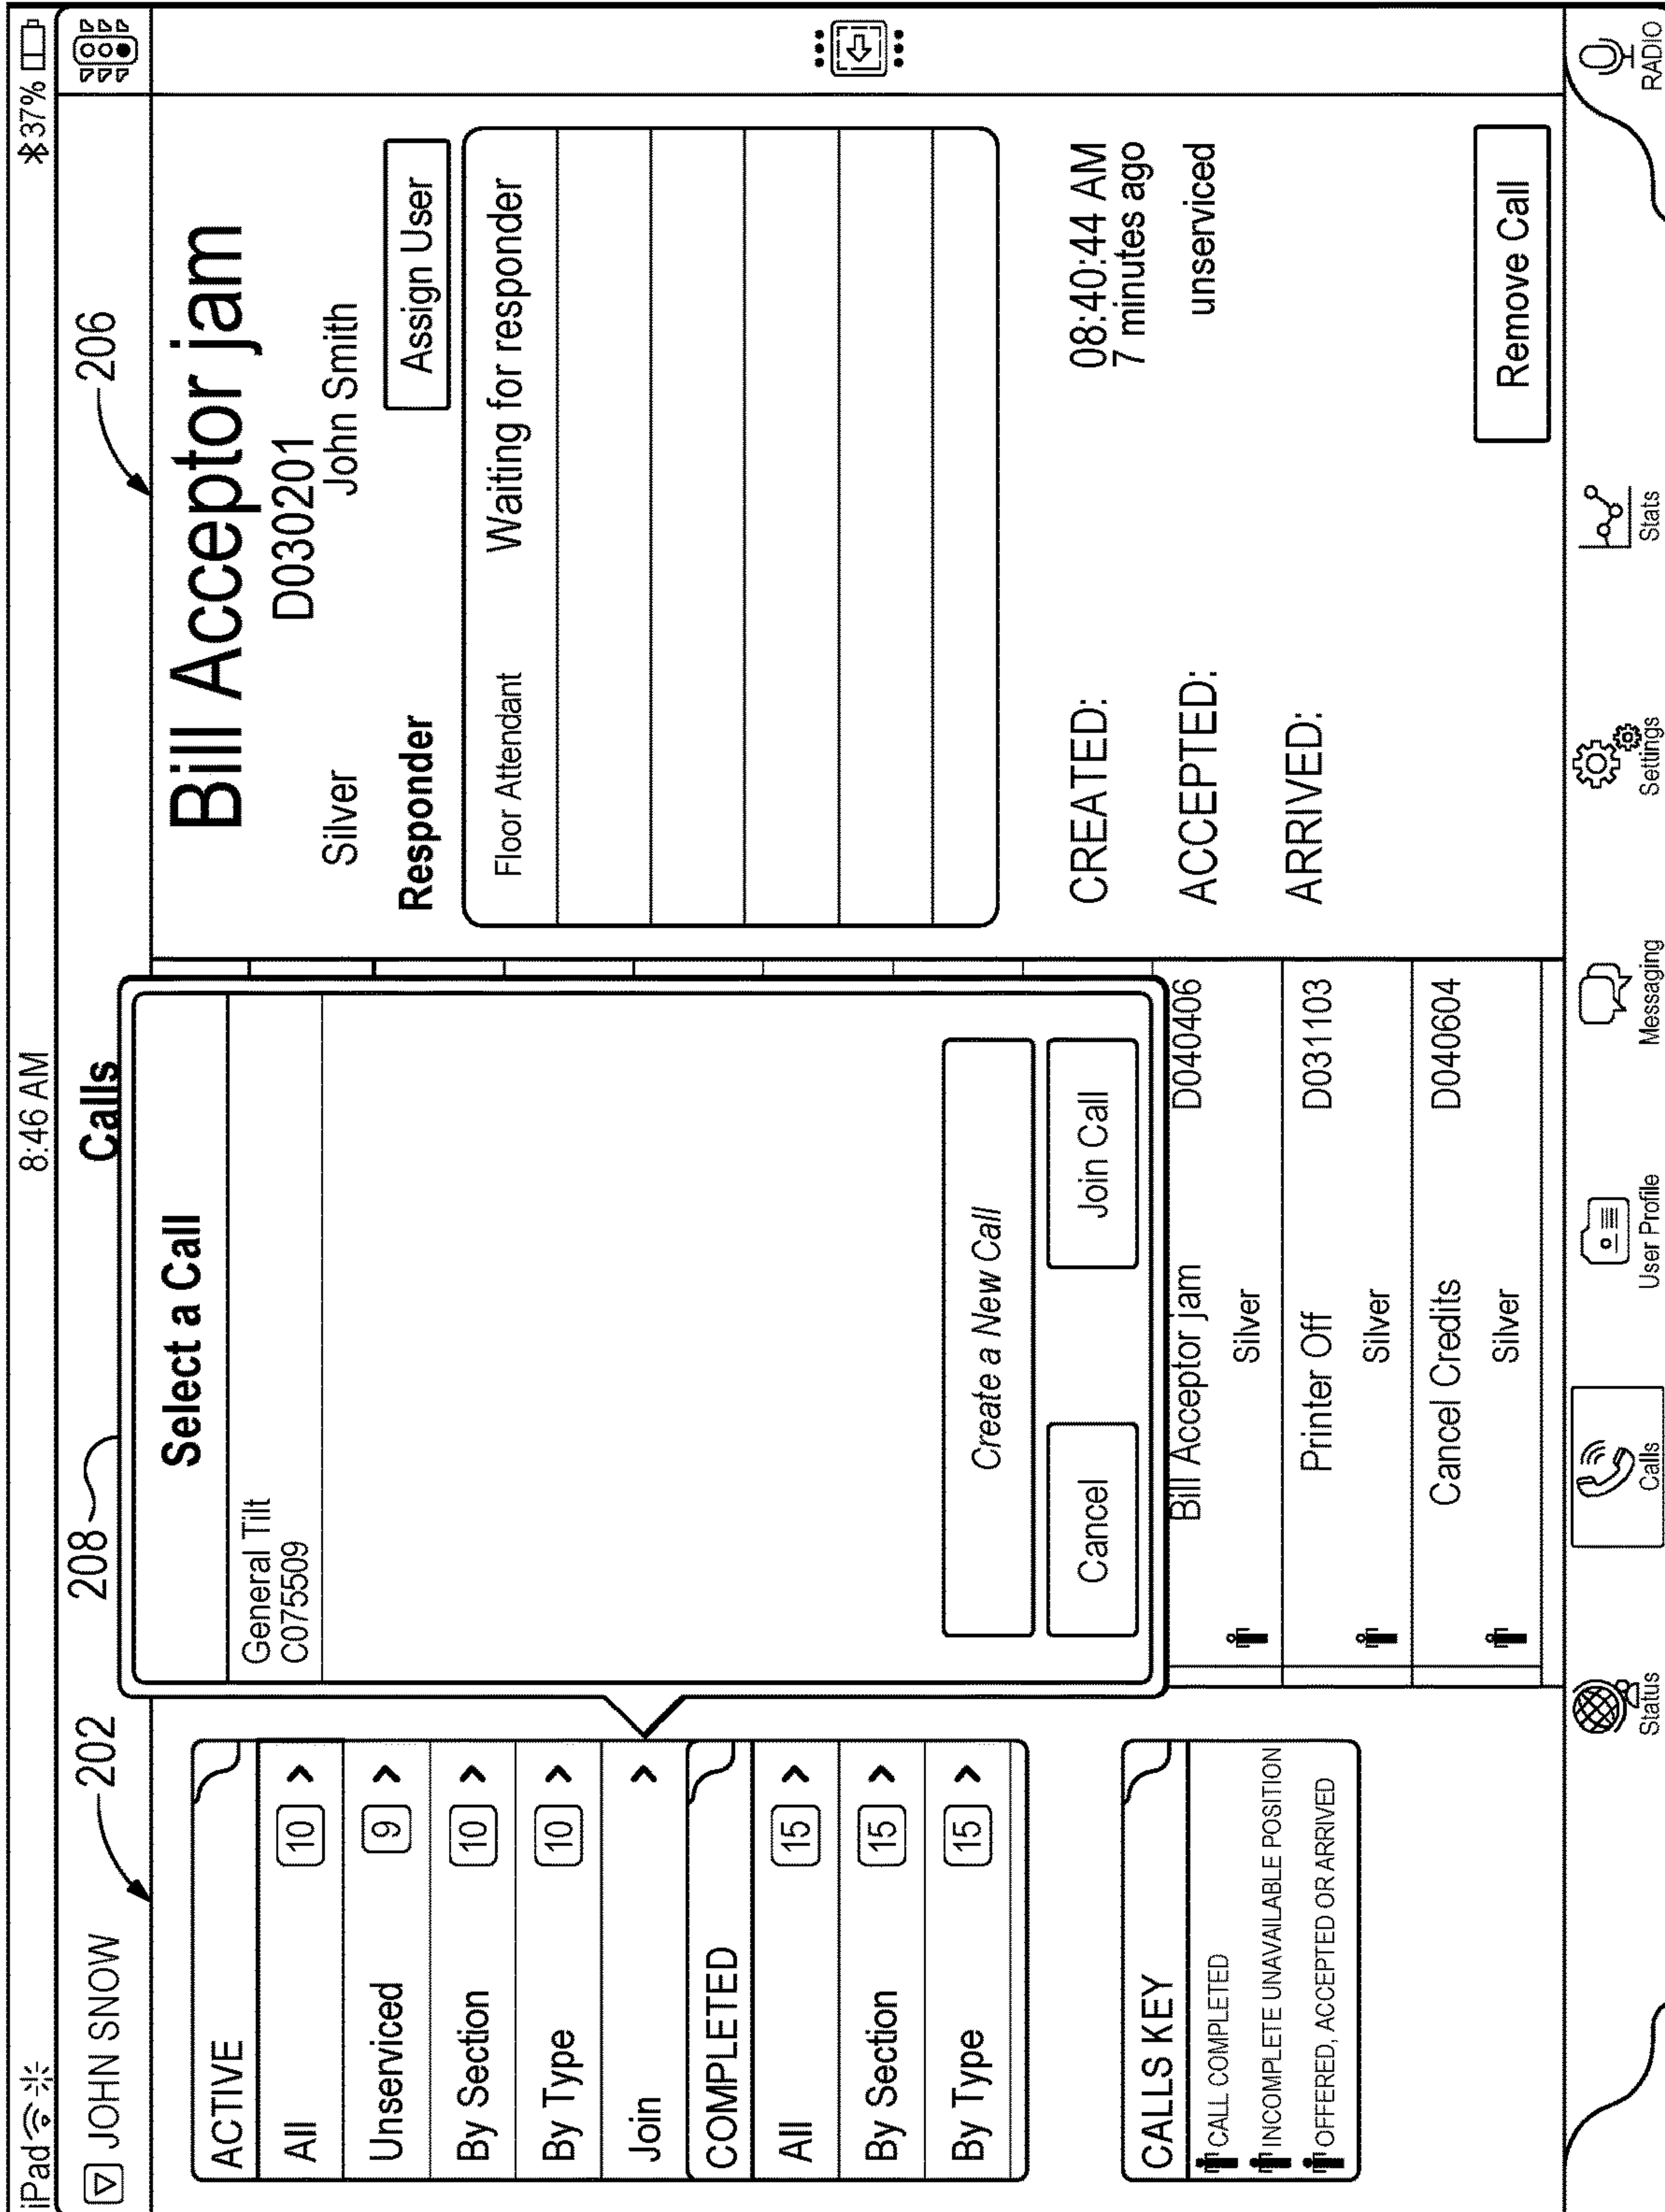 iPad 8:46 AM 37%
JOHN SNOW
202
208
Calls
206
ACTIVE
All 10 >
Unserviced 9 >
By Section 10 >
By Type 10 >
Join >
COMPLETED
All 15 >
By Section 15 >
By Type 15 >
CALLS KEY
CALL COMPLETED
INCOMPLETE UNAVAILABLE POSITION
OFFERED, ACCEPTED OR ARRIVED
Select a Call
General Tilt
C075509
Create a New Call
Cancel Join Call
Bill Acceptor jam D040406
Silver
Printer Off D031103
Silver
Cancel Credits D040604
Silver
Bill Acceptor jam
D030201
Silver John Smith
Responder Assign User
Floor Attendant Waiting for responder
CREATED: 08:40:44 AM
7 minutes ago
ACCEPTED: unserviced
ARRIVED:
Remove Call
Status Calls User Profile Messaging Settings Stats RADIO